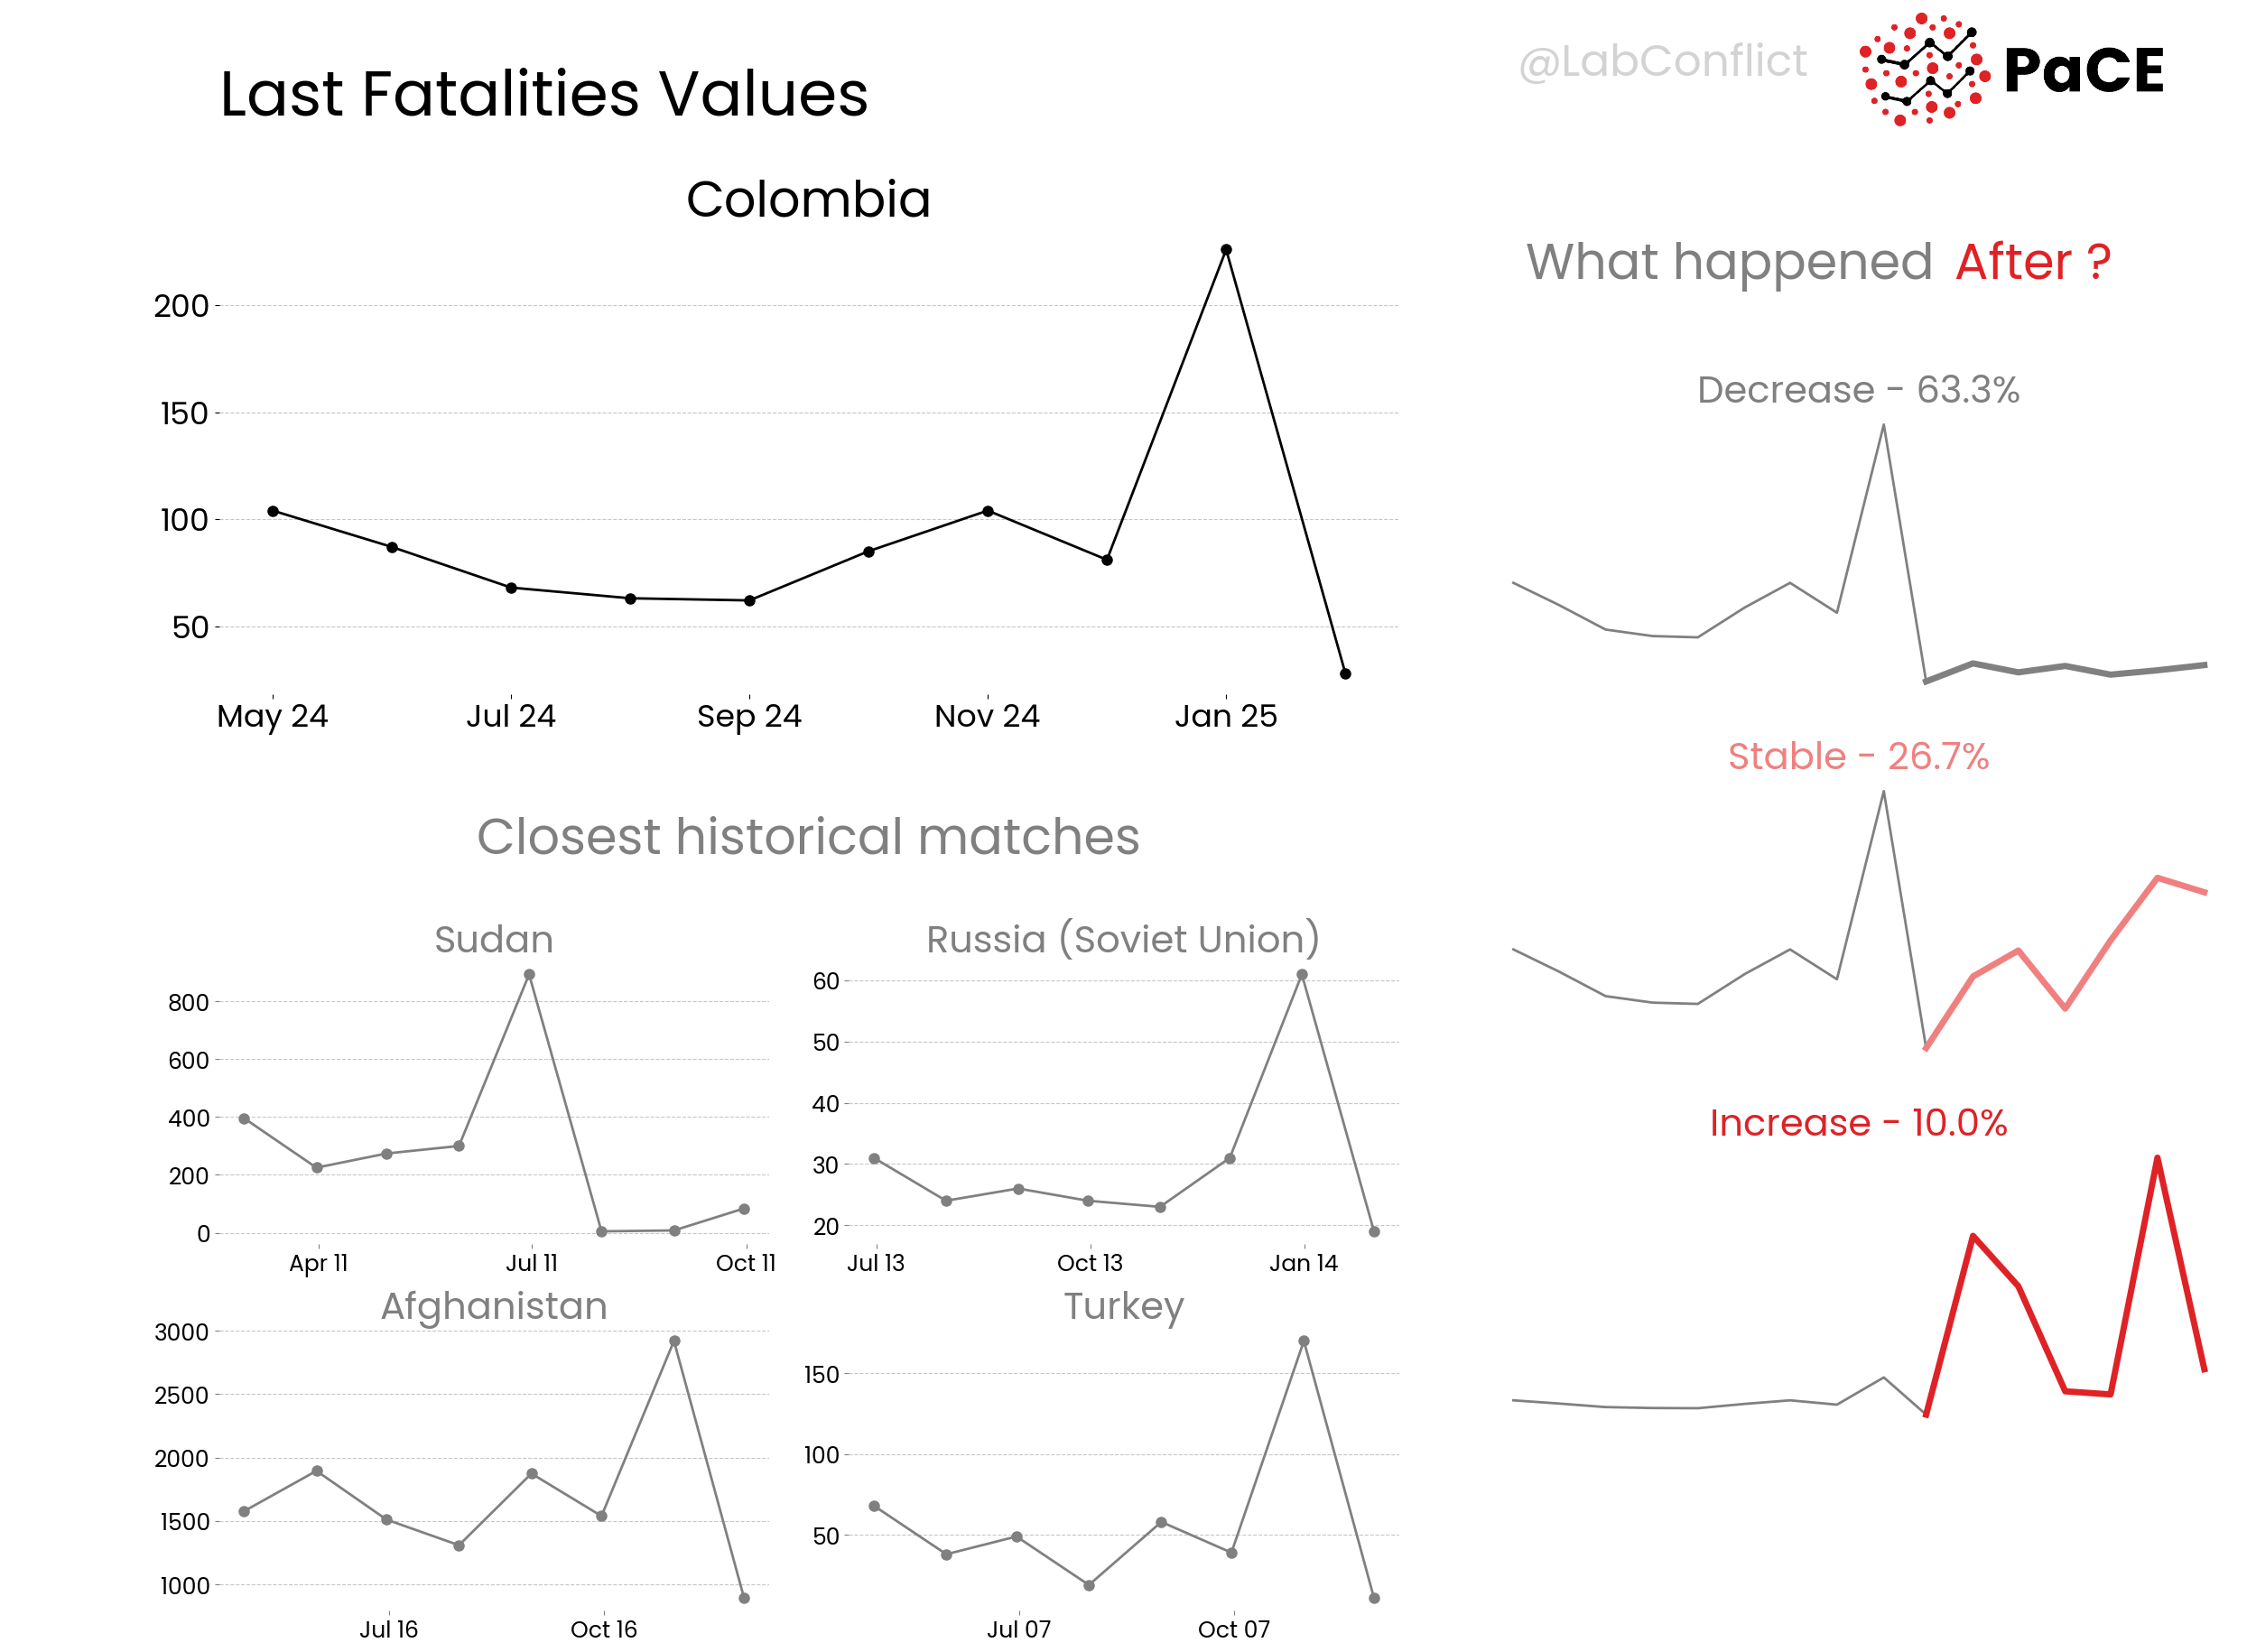 @LabConflict
PaCE
Last Fatalities Values
Colombia
200
150
100
50
May 24 Jul 24 Sep 24 Nov 24 Jan 25
What happened After ?
Decrease - 63.3%
Stable - 26.7%
Increase - 10.0%
Closest historical matches
Sudan
800
600
400
200
0
Apr 11 Jul 11 Oct 11
Russia (Soviet Union)
60
50
40
30
20
Jul 13 Oct 13 Jan 14
Afghanistan
3000
2500
2000
1500
1000
Jul 16 Oct 16
Turkey
150
100
50
Jul 07 Oct 07